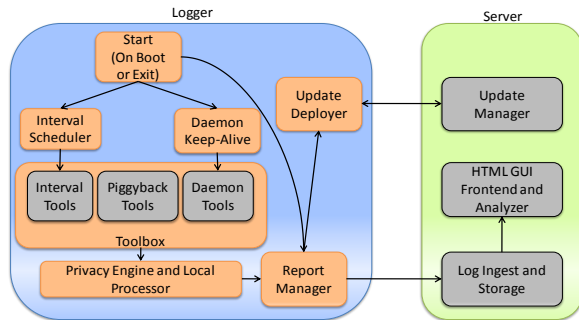 Logger
Server
Start
(On Boot
or Exit)
Interval
Scheduler
Daemon
Keep-Alive
Update
Deployer
Update
Manager
Interval
Tools
Piggyback
Tools
Daemon
Tools
Toolbox
HTML GUI
Frontend and
Analyzer
Privacy Engine and Local
Processor
Report
Manager
Log Ingest and
Storage